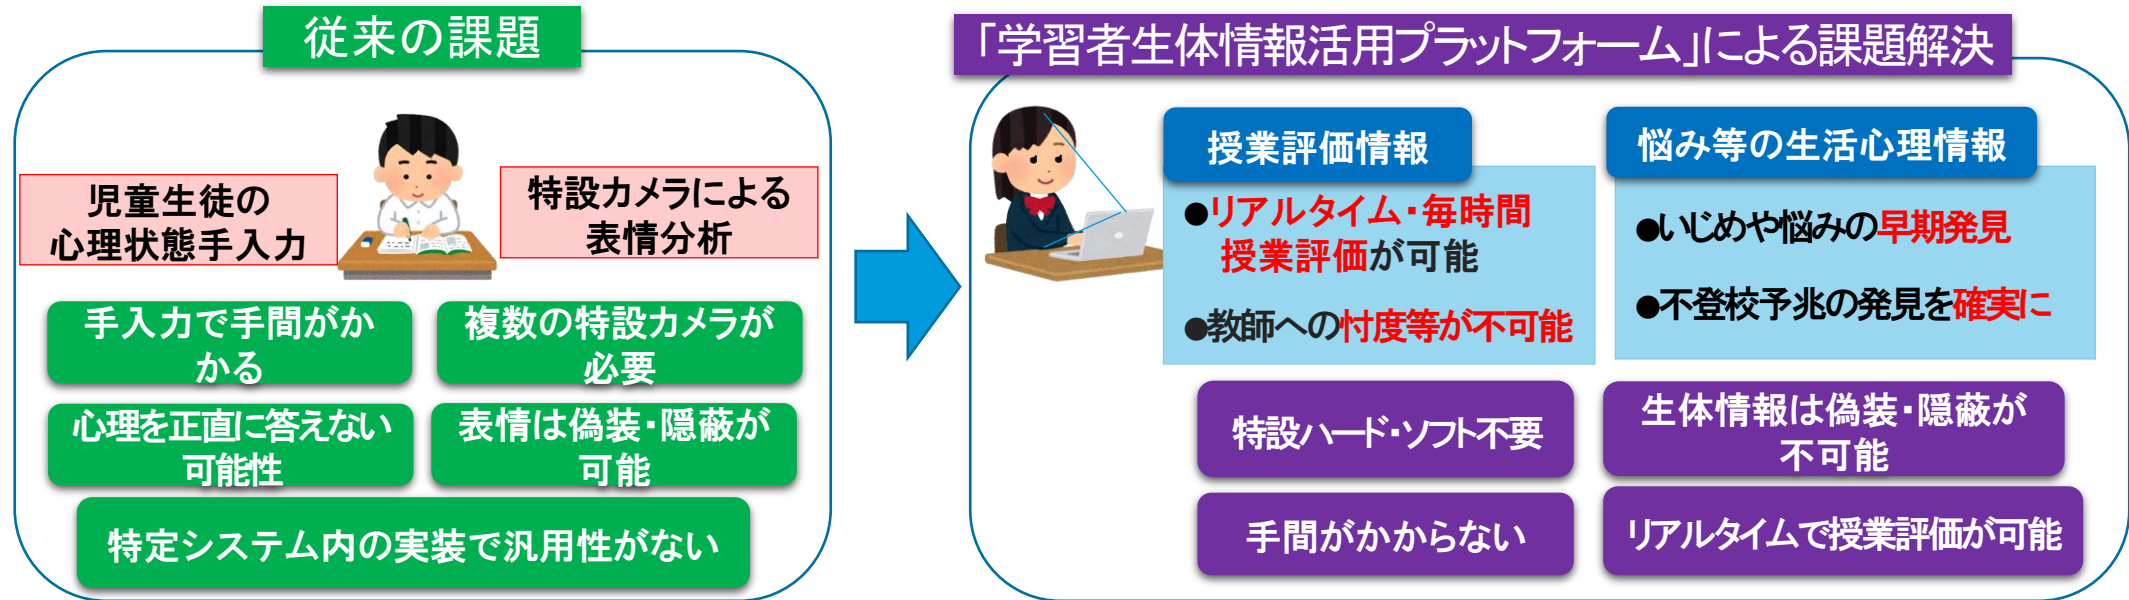 従来の課題
児童生徒の
心理状態手入力
特設カメラによる
表情分析
手入力で手間がか
かる
複数の特設カメラが
必要
心理を正直に答えない
可能性
表情は偽装・隠蔽が
可能
特定システム内の実装で汎用性がない
「学習者生体情報活用プラットフォーム」による課題解決
授業評価情報
●リアルタイム・毎時間
授業評価が可能
●教師への忖度等が不可能
悩み等の生活心理情報
●いじめや悩みの早期発見
●不登校予兆の発見を確実に
特設ハード・ソフト不要
生体情報は偽装・隠蔽が
不可能
手間がかからない
リアルタイムで授業評価が可能